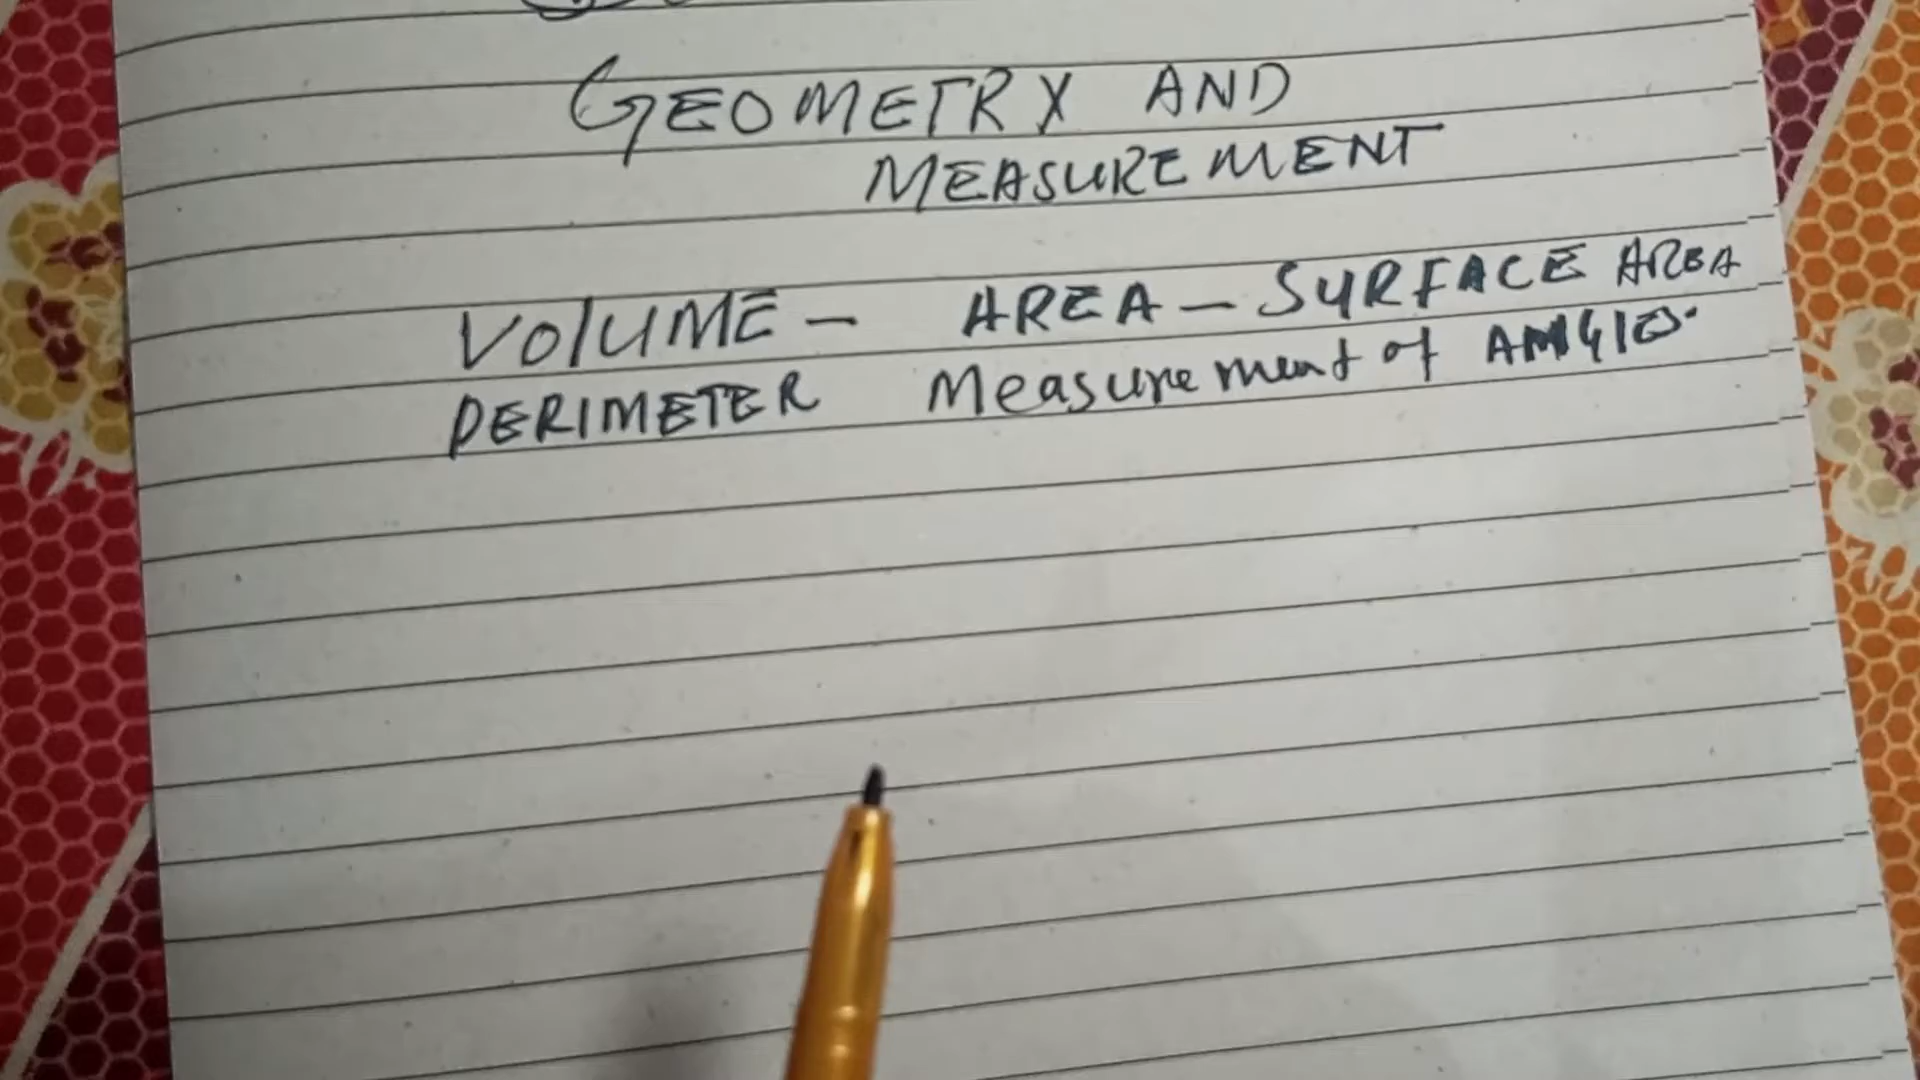 GEOMETRY AND
MEASUREMENT
VOLUME - AREA - SURFACE AREA
PERIMETER Measurement of ANGLES.